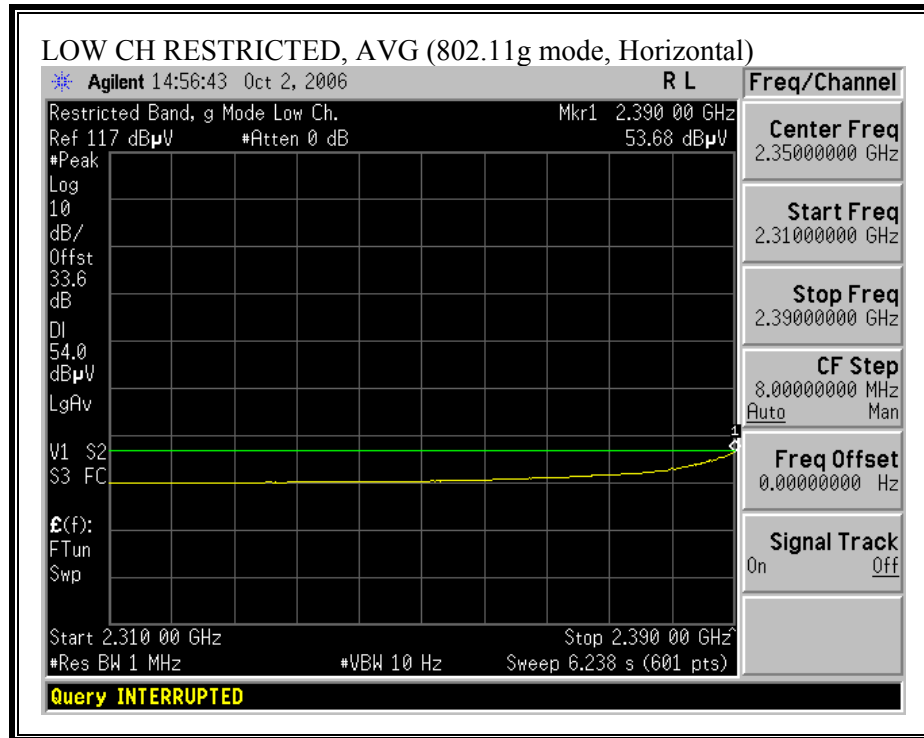 LOW CH RESTRICTED, AVG (802.11g mode, Horizontal)
Agilent 14:56:43 Oct 2, 2006 R L
Restricted Band, g Mode Low Ch. Mkr1 2.390 00 GHz
Ref 117 dBµV #Atten 0 dB 53.68 dBµV
#Peak
Log
10
dB/
Offst
33.6
dB
DI
54.0
dBµV
LgAv
1
V1 S2
S3 FC
£(f):
FTun
Swp
Start 2.310 00 GHz Stop 2.390 00 GHz^
#Res BW 1 MHz #VBW 10 Hz Sweep 6.238 s (601 pts)
Query INTERRUPTED
Freq/Channel
Center Freq
2.35000000 GHz
Start Freq
2.31000000 GHz
Stop Freq
2.39000000 GHz
CF Step
8.00000000 MHz
Auto Man
Freq Offset
0.00000000 Hz
Signal Track
On Off